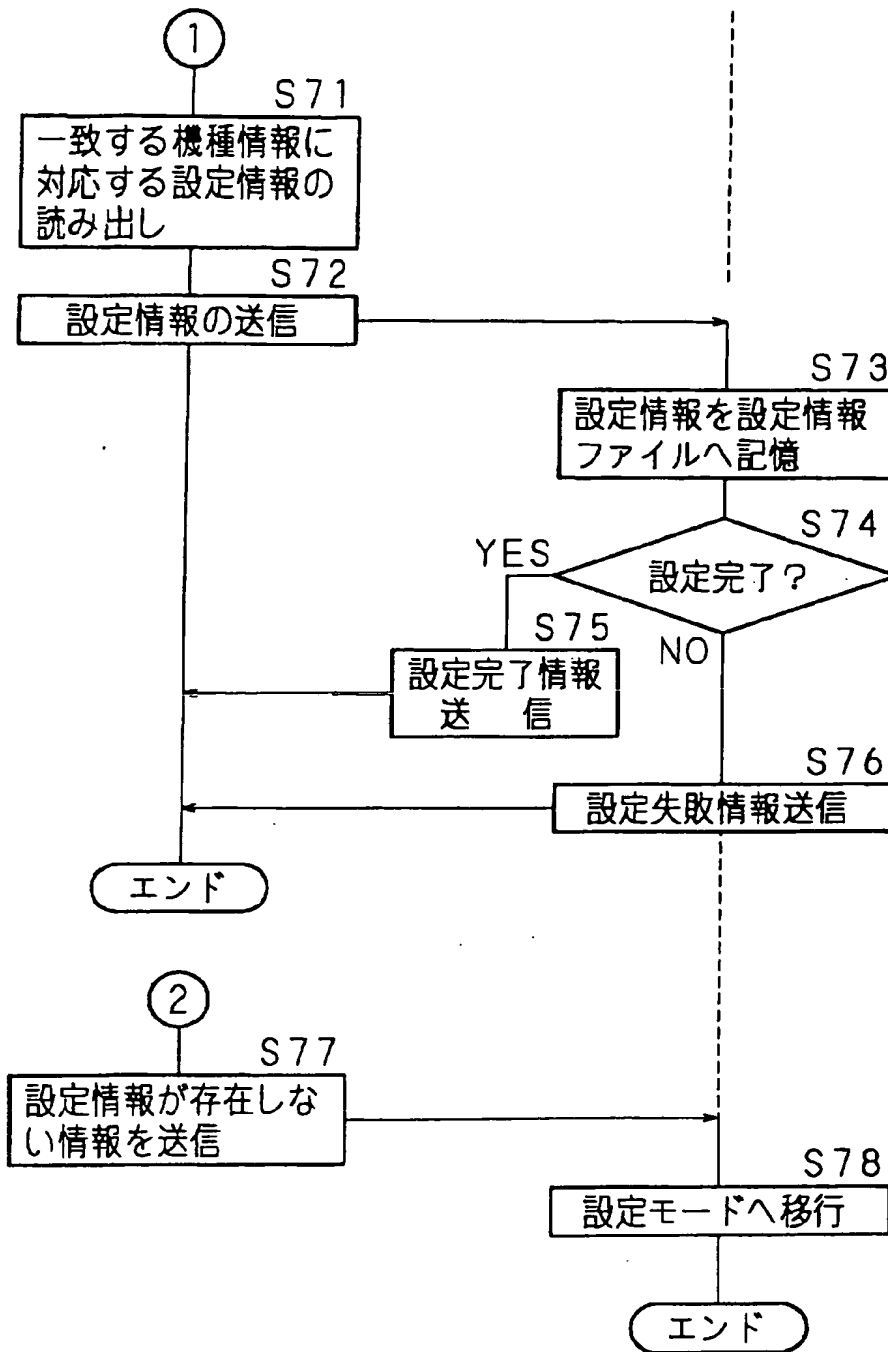 1
S71
一致する機種情報に
対応する設定情報の
読み出し
S72
設定情報の送信
S73
設定情報を設定情報
ファイルへ記憶
S74
設定完了?
YES
NO
S75
設定完了情報
送 信
S76
設定失敗情報送信
エンド
2
S77
設定情報が存在しな
い情報を送信
S78
設定モードへ移行
エンド